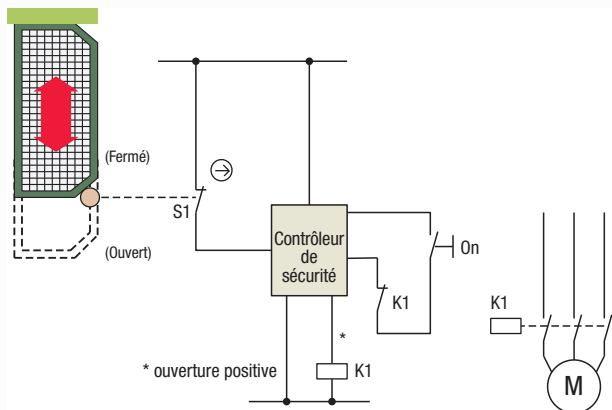 (Fermé)
S1
(Ouvert)
Contrôleur
de
sécurité
On
K1
*
* ouverture positive
K1
K1
M